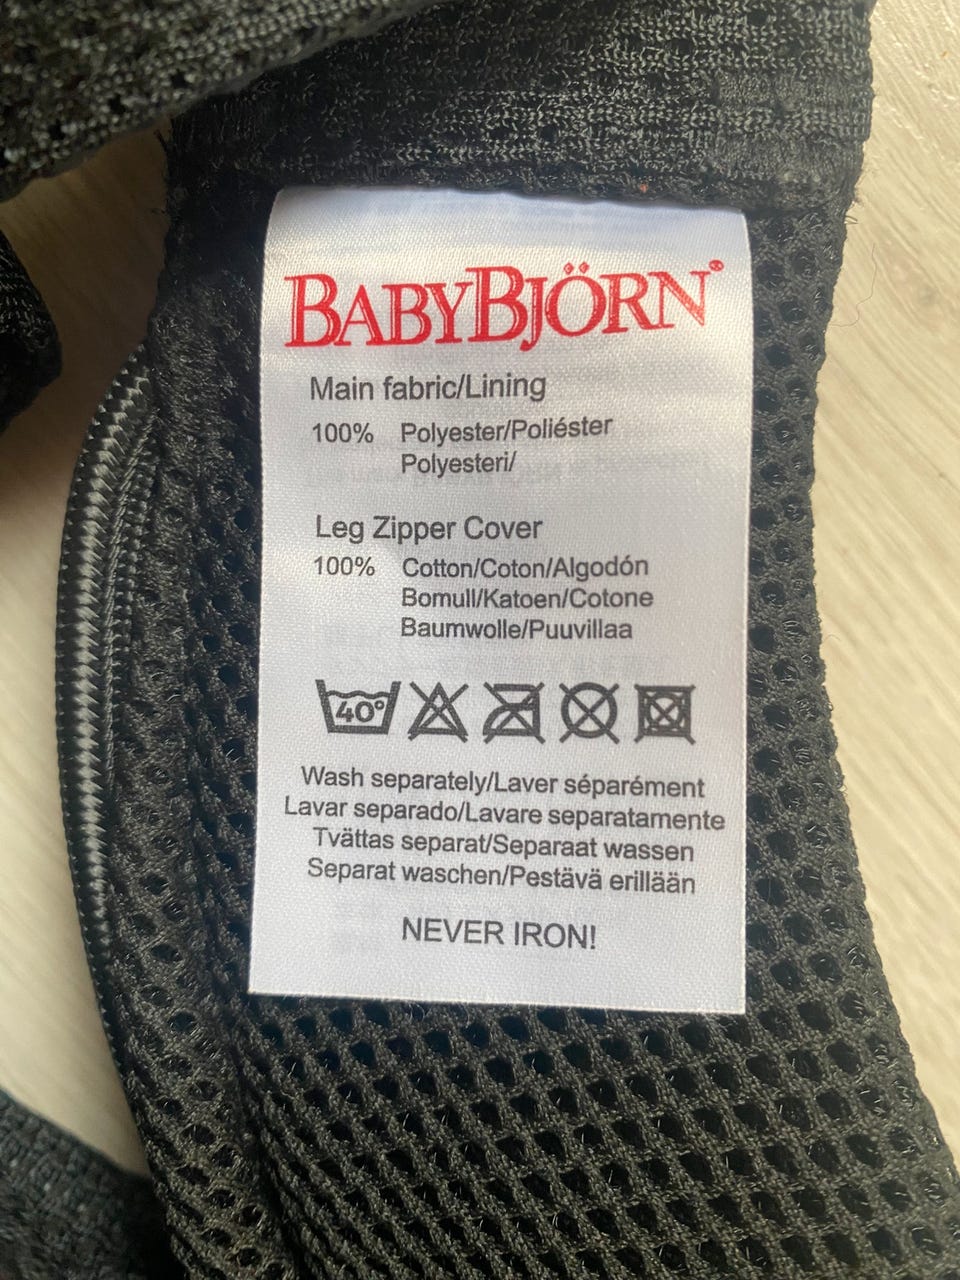 BABYBJÖRN®
Main fabric/Lining
100% Polyester/Poliéster
Polyesteri/
Leg Zipper Cover
100% Cotton/Coton/Algodón
Bomull/Katoen/Cotone
Baumwolle/Puuvillaa
40°
Wash separately/Laver séparément
Lavar separado/Lavare separatamente
Tvättas separat/Separaat wassen
Separat waschen/Pestävä erillään
NEVER IRON!